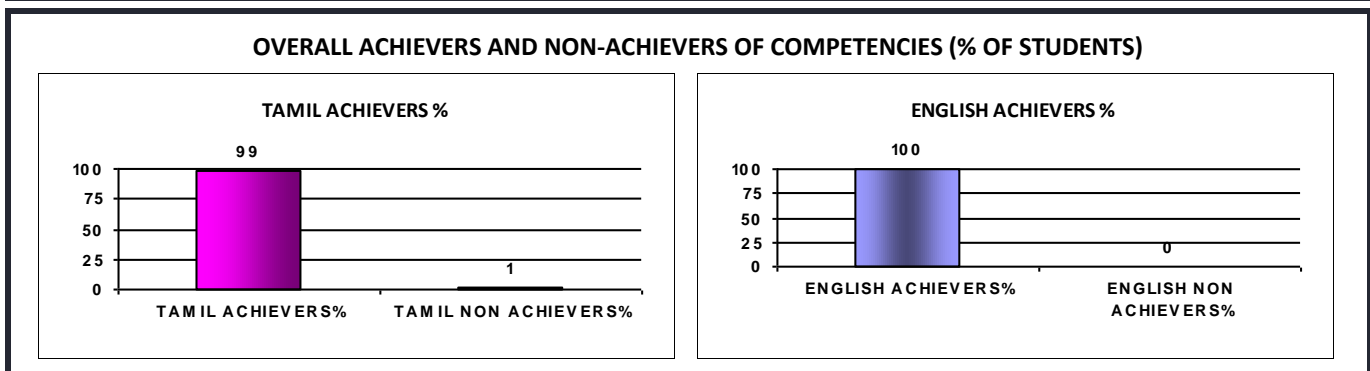 OVERALL ACHIEVERS AND NON-ACHIEVERS OF COMPETENCIES (% OF STUDENTS)
TAMIL ACHIEVERS %
99
100
75
50
25
0
1
TAMIL ACHIEVERS%
TAMIL NON ACHIEVERS%
ENGLISH ACHIEVERS %
100
100
75
50
25
0
0
ENGLISH ACHIEVERS%
ENGLISH NON
ACHIEVERS%